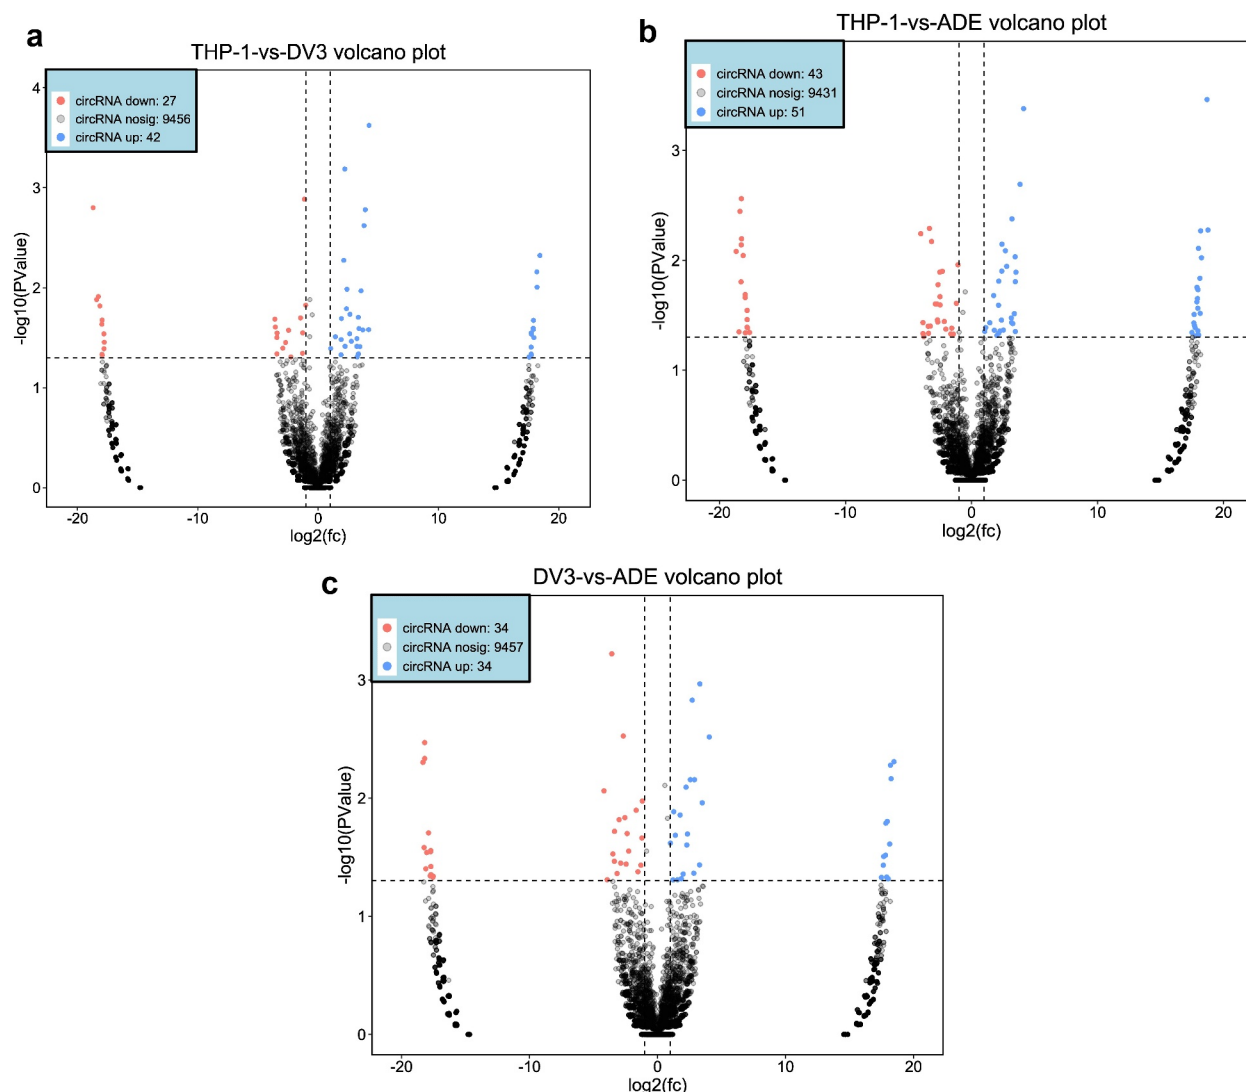 a
THP-1-vs-DV3 volcano plot
circRNA down: 27
circRNA nosig: 9456
circRNA up: 42
-log10(PValue)
4
3
2
1
0
-20 -10 0 10 20
log2(fc)
b
THP-1-vs-ADE volcano plot
circRNA down: 43
circRNA nosig: 9431
circRNA up: 51
-log10(PValue)
3
2
1
0
-20 -10 0 10 20
log2(fc)
c
DV3-vs-ADE volcano plot
circRNA down: 34
circRNA nosig: 9457
circRNA up: 34
-log10(PValue)
3
2
1
0
-20 -10 0 10 20
log2(fc)